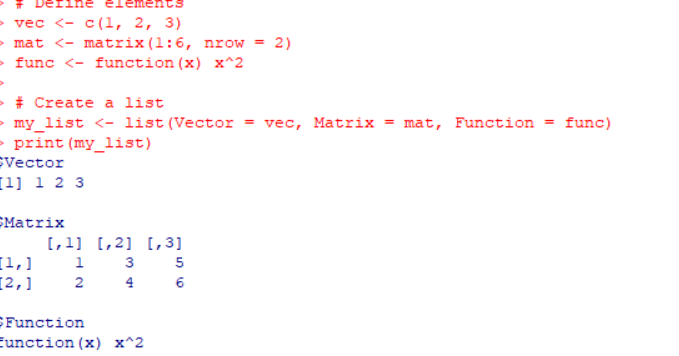 > # Define elements
> vec <- c(1, 2, 3)
> mat <- matrix(1:6, nrow = 2)
> func <- function(x) x^2
>
> # Create a list
> my_list <- list(Vector = vec, Matrix = mat, Function = func)
> print(my_list)
$Vector
[1] 1 2 3

$Matrix
     [,1] [,2] [,3]
[1,]    1    3    5
[2,]    2    4    6

$Function
function(x) x^2